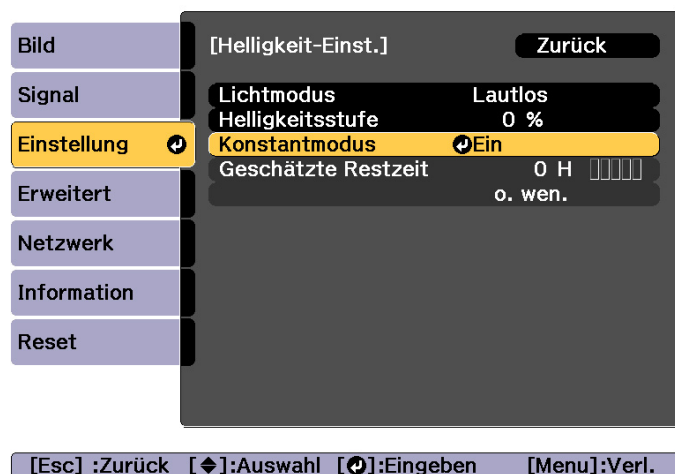 Bild
Signal
Einstellung
Erweitert
Netzwerk
Information
Reset
[Helligkeit-Einst.] Zurück
Lichtmodus Lautlos
Helligkeitsstufe 0 %
Konstantmodus Ein
Geschätzte Restzeit 0 H
o. wen.
[Esc] :Zurück [◆]:Auswahl [↵]:Eingeben [Menu]:Verl.